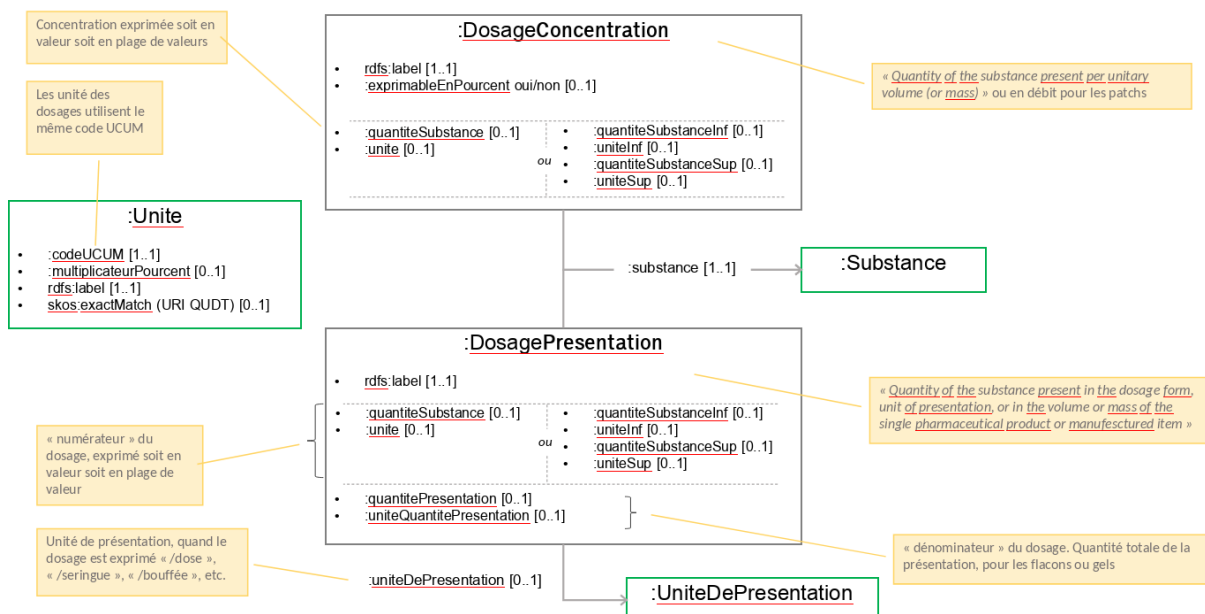 Concentration exprimée soit en
valeur soit en plage de valeurs
:DosageConcentration
rdfs:label [1..1]
:exprimableEnPourcent oui/non [0..1]
« Quantity of the substance present per unitary
volume (or mass) » ou en débit pour les patchs
Les unité des
dosages utilisent le
même code UCUM
:quantiteSubstance [0..1]
:unite [0..1]
ou
:quantiteSubstanceInf [0..1]
:uniteInf [0..1]
:quantiteSubstanceSup [0..1]
:uniteSup [0..1]
:Unite
:codeUCUM [1..1]
:multiplicateurPourcent [0..1]
rdfs:label [1..1]
skos:exactMatch (URI QUDT) [0..1]
:substance [1..1]
:Substance
:DosagePresentation
rdfs:label [1..1]
« Quantity of the substance present in the dosage form,
unit of presentation, or in the volume or mass of the
single pharmaceutical product or manufesctured item »
:quantiteSubstance [0..1]
:unite [0..1]
ou
:quantiteSubstanceInf [0..1]
:uniteInf [0..1]
:quantiteSubstanceSup [0..1]
:uniteSup [0..1]
« numérateur » du
dosage, exprimé soit en
valeur soit en plage de
valeur
:quantitePresentation [0..1]
:uniteQuantitePresentation [0..1]
Unité de présentation, quand le
dosage est exprimé « /dose »,
« /seringue », « /bouffée », etc.
« dénominateur » du dosage. Quantité totale de la
présentation, pour les flacons ou gels
:uniteDePresentation [0..1]
:UniteDePresentation